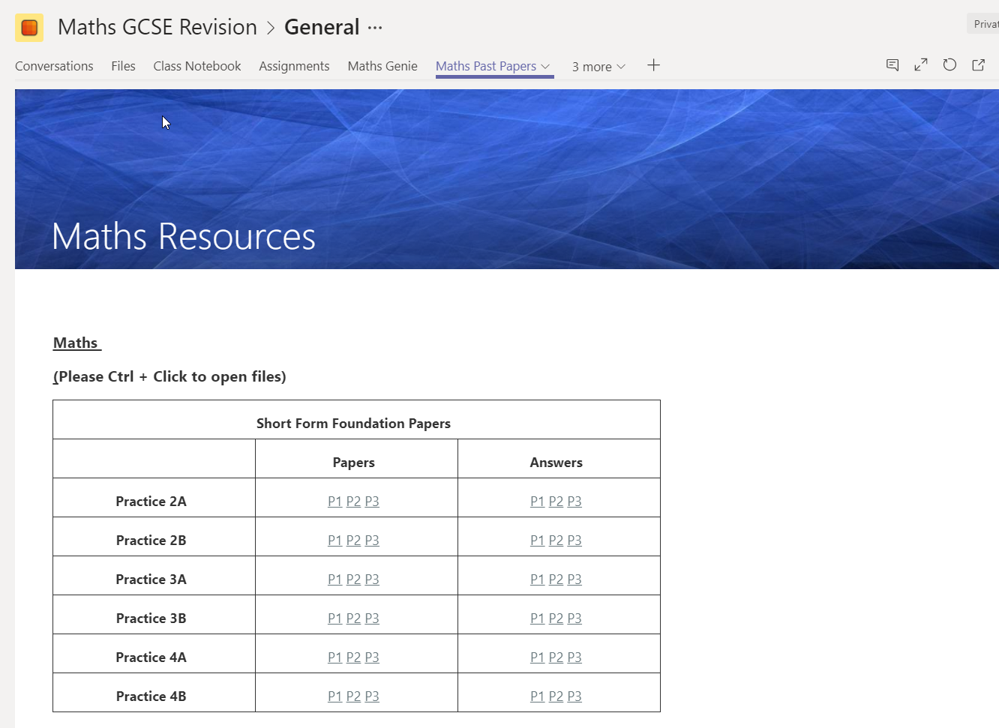 Maths GCSE Revision > General ...
Conversations Files Class Notebook Assignments Maths Genie Maths Past Papers 3 more
Maths Resources
Maths
(Please Ctrl + Click to open files)
Short Form Foundation Papers
Papers Answers
Practice 2A P1 P2 P3 P1 P2 P3
Practice 2B P1 P2 P3 P1 P2 P3
Practice 3A P1 P2 P3 P1 P2 P3
Practice 3B P1 P2 P3 P1 P2 P3
Practice 4A P1 P2 P3 P1 P2 P3
Practice 4B P1 P2 P3 P1 P2 P3